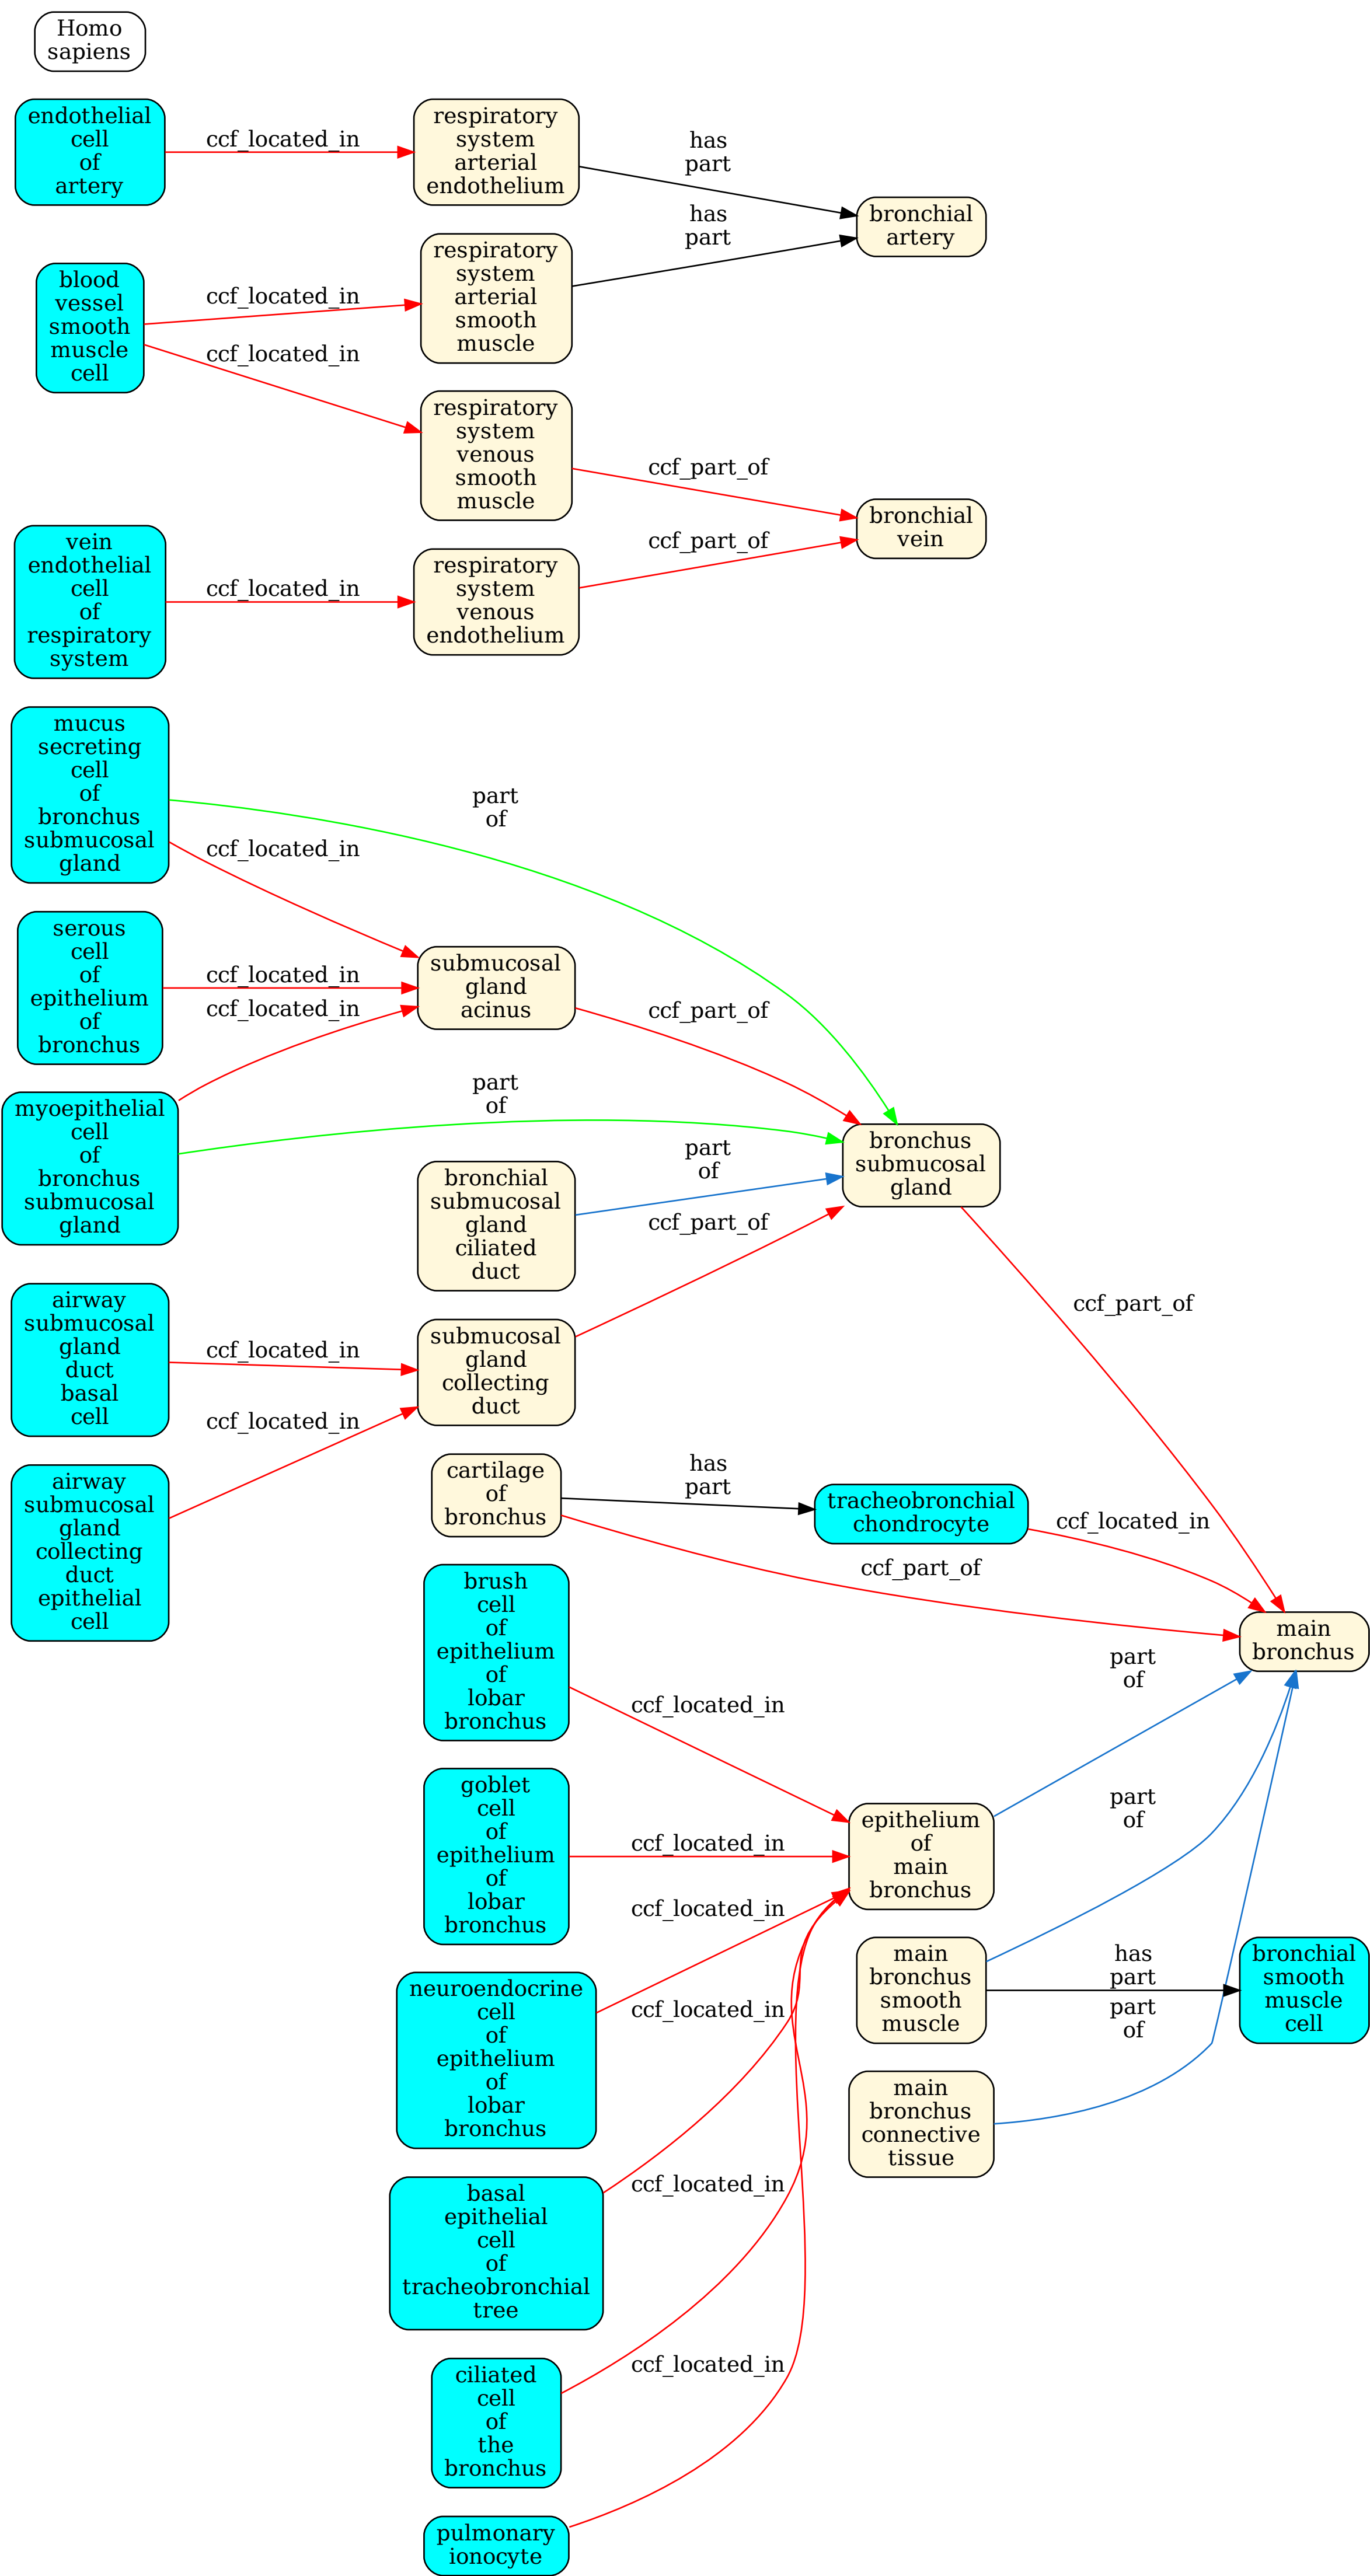 Homo
sapiens
endothelial
cell
of
artery
ccf_located_in
respiratory
system
arterial
endothelium
has
part
bronchial
artery
blood
vessel
smooth
muscle
cell
ccf_located_in
ccf_located_in
respiratory
system
arterial
smooth
muscle
has
part
respiratory
system
venous
smooth
muscle
ccf_part_of
bronchial
vein
vein
endothelial
cell
of
respiratory
system
ccf_located_in
respiratory
system
venous
endothelium
ccf_part_of
mucus
secreting
cell
of
bronchus
submucosal
gland
part
of
ccf_located_in
serous
cell
of
epithelium
of
bronchus
ccf_located_in
ccf_located_in
submucosal
gland
acinus
ccf_part_of
myoepithelial
cell
of
bronchus
submucosal
gland
part
of
bronchial
submucosal
gland
ciliated
duct
part
of
ccf_part_of
bronchus
submucosal
gland
ccf_part_of
airway
submucosal
gland
duct
basal
cell
ccf_located_in
submucosal
gland
collecting
duct
airway
submucosal
gland
collecting
duct
epithelial
cell
ccf_located_in
cartilage
of
bronchus
has
part
tracheobronchial
chondrocyte
ccf_located_in
ccf_part_of
main
bronchus
brush
cell
of
epithelium
of
lobar
bronchus
ccf_located_in
part
of
goblet
cell
of
epithelium
of
lobar
bronchus
ccf_located_in
epithelium
of
main
bronchus
part
of
neuroendocrine
cell
of
epithelium
of
lobar
bronchus
ccf_located_in
ccf_located_in
main
bronchus
smooth
muscle
has
part
part
of
bronchial
smooth
muscle
cell
main
bronchus
connective
tissue
basal
epithelial
cell
of
tracheobronchial
tree
ccf_located_in
ciliated
cell
of
the
bronchus
ccf_located_in
pulmonary
ionocyte